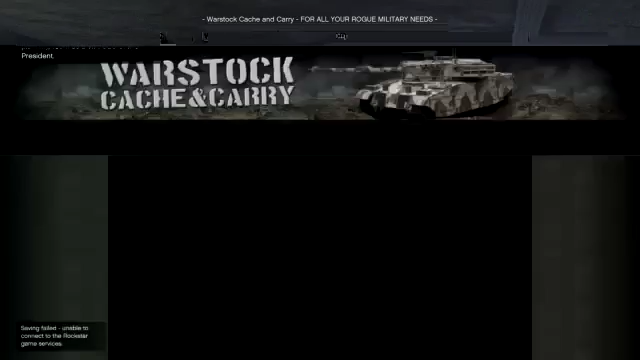 - Warstock Cache and Carry - FOR ALL YOUR ROGUE MILITARY NEEDS -
President.
WARSTOCK
CACHE&CARRY
Saving failed - unable to
connect to the Rockstar
game services.